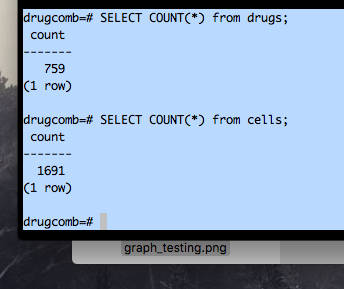 drugcomb=# SELECT COUNT(*) from drugs;
count
-------
759
(1 row)
drugcomb=# SELECT COUNT(*) from cells;
count
-------
1691
(1 row)
drugcomb=#
graph_testing.png